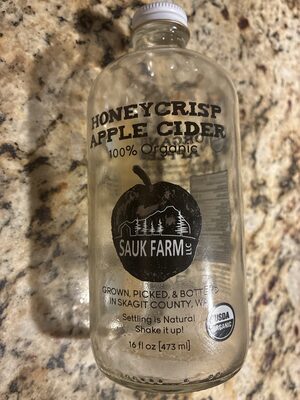 HONEYCRISP
APPLE CIDER
100% Organic
SAUK FARM LLC
GROWN, PICKED, & BOTTLED
IN SKAGIT COUNTY, WA
Settling is Natural
Shake it up!
USDA
ORGANIC
16 fl oz [473 ml]